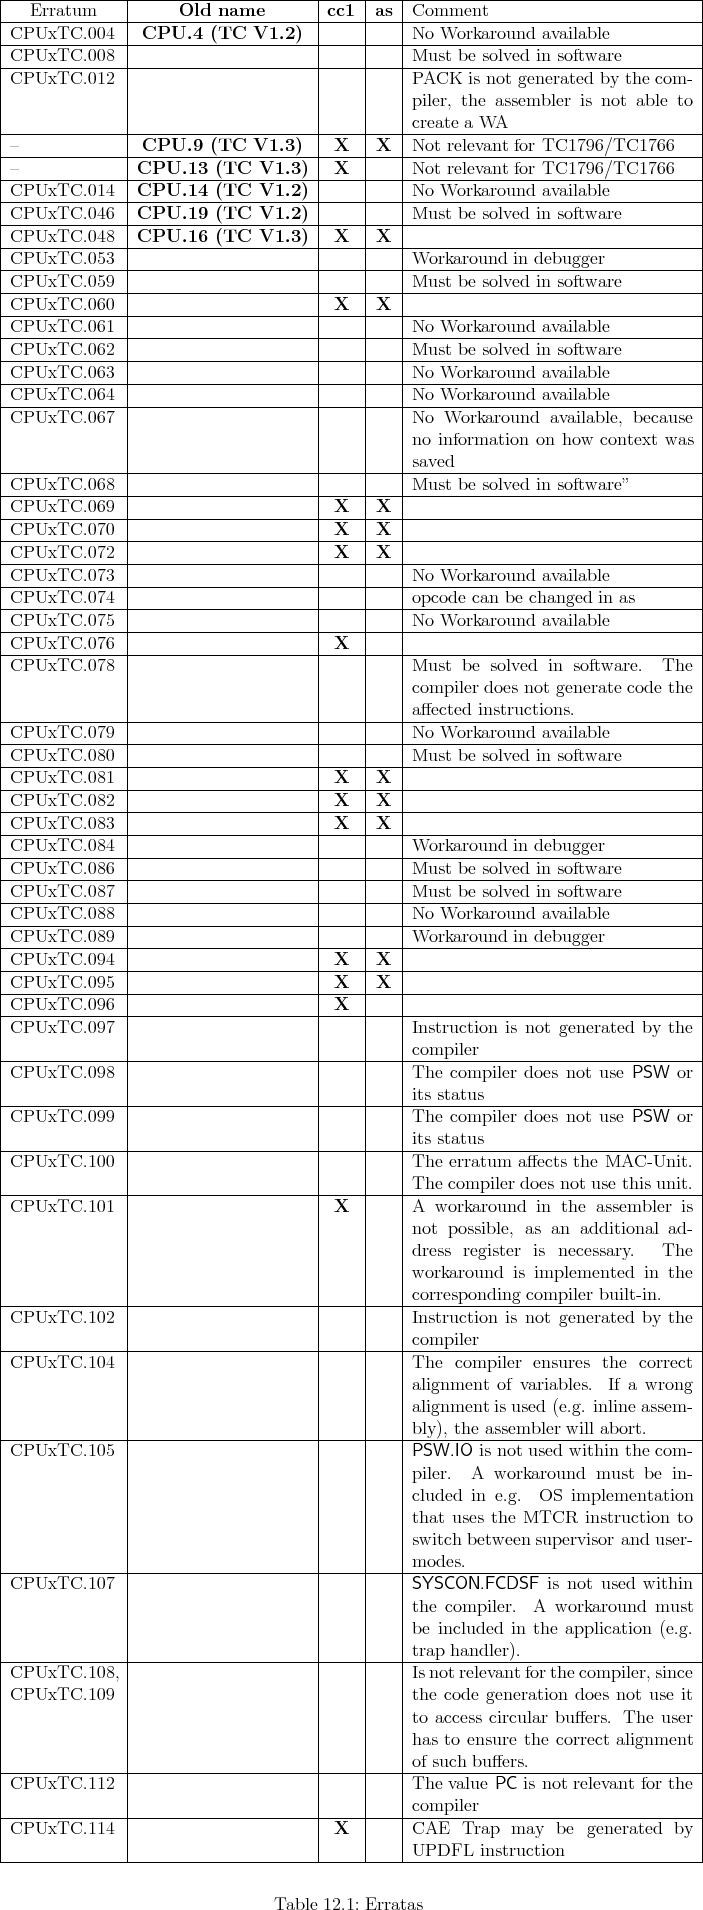 Erratum Old name cc1 as Comment
CPUxTC.004 CPU.4 (TC V1.2) No Workaround available
CPUxTC.008 Must be solved in software
CPUxTC.012 PACK is not generated by the com-
piler, the assembler is not able to
create a WA
– CPU.9 (TC V1.3) X X Not relevant for TC1796/TC1766
– CPU.13 (TC V1.3) X Not relevant for TC1796/TC1766
CPUxTC.014 CPU.14 (TC V1.2) No Workaround available
CPUxTC.046 CPU.19 (TC V1.2) Must be solved in software
CPUxTC.048 CPU.16 (TC V1.3) X X
CPUxTC.053 Workaround in debugger
CPUxTC.059 Must be solved in software
CPUxTC.060 X X
CPUxTC.061 No Workaround available
CPUxTC.062 Must be solved in software
CPUxTC.063 No Workaround available
CPUxTC.064 No Workaround available
CPUxTC.067 No Workaround available, because
no information on how context was
saved
CPUxTC.068 Must be solved in software”
CPUxTC.069 X X
CPUxTC.070 X X
CPUxTC.072 X X
CPUxTC.073 No Workaround available
CPUxTC.074 opcode can be changed in as
CPUxTC.075 No Workaround available
CPUxTC.076 X
CPUxTC.078 Must be solved in software. The
compiler does not generate code the
affected instructions.
CPUxTC.079 No Workaround available
CPUxTC.080 Must be solved in software
CPUxTC.081 X X
CPUxTC.082 X X
CPUxTC.083 X X
CPUxTC.084 Workaround in debugger
CPUxTC.086 Must be solved in software
CPUxTC.087 Must be solved in software
CPUxTC.088 No Workaround available
CPUxTC.089 Workaround in debugger
CPUxTC.094 X X
CPUxTC.095 X X
CPUxTC.096 X
CPUxTC.097 Instruction is not generated by the
compiler
CPUxTC.098 The compiler does not use PSW or
its status
CPUxTC.099 The compiler does not use PSW or
its status
CPUxTC.100 The erratum affects the MAC-Unit.
The compiler does not use this unit.
CPUxTC.101 X A workaround in the assembler is
not possible, as an additional ad-
dress register is necessary. The
workaround is implemented in the
corresponding compiler built-in.
CPUxTC.102 Instruction is not generated by the
compiler
CPUxTC.104 The compiler ensures the correct
alignment of variables. If a wrong
alignment is used (e.g. inline assem-
bly), the assembler will abort.
CPUxTC.105 PSW.IO is not used within the com-
piler. A workaround must be in-
cluded in e.g. OS implementation
that uses the MTCR instruction to
switch between supervisor and user-
modes.
CPUxTC.107 SYSCON.FCDSF is not used within
the compiler. A workaround must
be included in the application (e.g.
trap handler).
CPUxTC.108, Is not relevant for the compiler, since
CPUxTC.109 the code generation does not use it
to access circular buffers. The user
has to ensure the correct alignment
of such buffers.
CPUxTC.112 The value PC is not relevant for the
compiler
CPUxTC.114 X CAE Trap may be generated by
UPDFL instruction
Table 12.1: Erratas